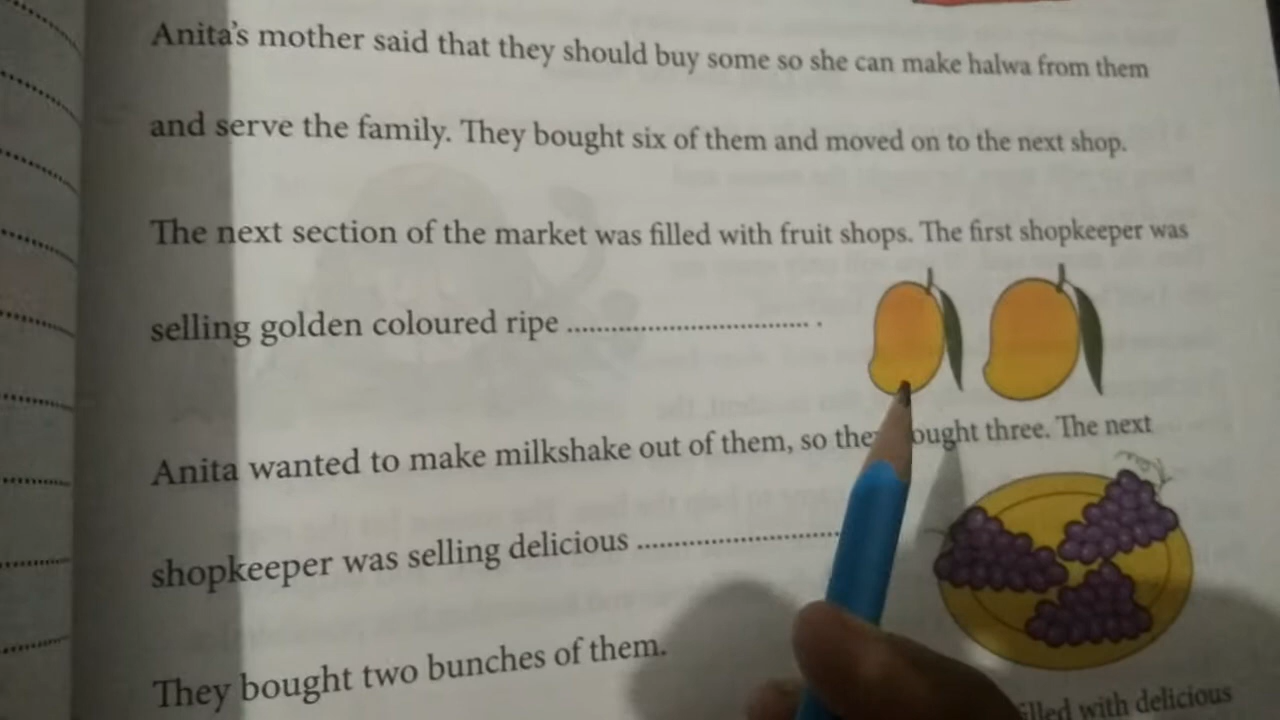 Anita's mother said that they should buy some so she can make halwa from them
and serve the family. They bought six of them and moved on to the next shop.
The next section of the market was filled with fruit shops. The first shopkeeper was
selling golden coloured ripe ................................ .
Anita wanted to make milkshake out of them, so they bought three. The next
shopkeeper was selling delicious ...........................
They bought two bunches of them.
with delicious